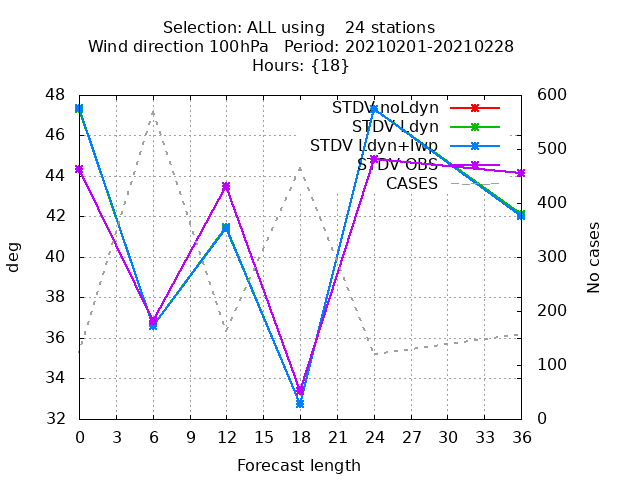 Selection: ALL using    24 stations
Wind direction 100hPa   Period: 20210201-20210228
Hours: {18}
48
46
44
42
40
38
36
34
32
600
500
400
300
200
100
0
STDV noLdyn
STDV Ldyn
STDV Ldyn+lwp
STDV OBS
CASES
deg
No cases
0 3 6 9 12 15 18 21 24 27 30 33 36
Forecast length